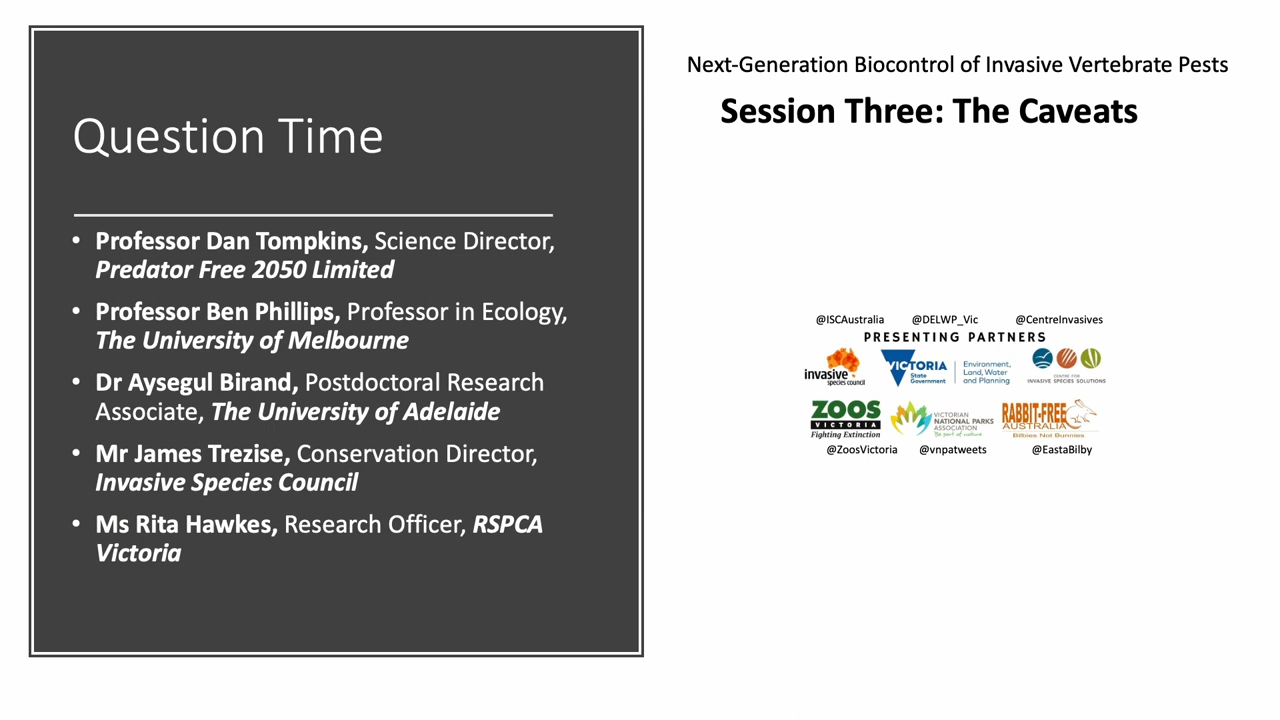 Question Time
• Professor Dan Tompkins, Science Director,
Predator Free 2050 Limited
• Professor Ben Phillips, Professor in Ecology,
The University of Melbourne
• Dr Aysegul Birand, Postdoctoral Research
Associate, The University of Adelaide
• Mr James Trezise, Conservation Director,
Invasive Species Council
• Ms Rita Hawkes, Research Officer, RSPCA
Victoria
Next-Generation Biocontrol of Invasive Vertebrate Pests
Session Three: The Caveats
@ISCAustralia @DELWP_Vic @CentreInvasives
PRESENTING PARTNERS
invasive
species council
VICTORIA
State
Government
Environment,
Land, Water
and Planning
CENTRE FOR
INVASIVE SPECIES SOLUTIONS
ZOOS
VICTORIA
Fighting Extinction
VICTORIAN
NATIONAL PARKS
ASSOCIATION
Be part of nature
RABBIT-FREE
AUSTRALIA
Bilbies Not Bunnies
@ZoosVictoria @vnpatweets @EastaBilby